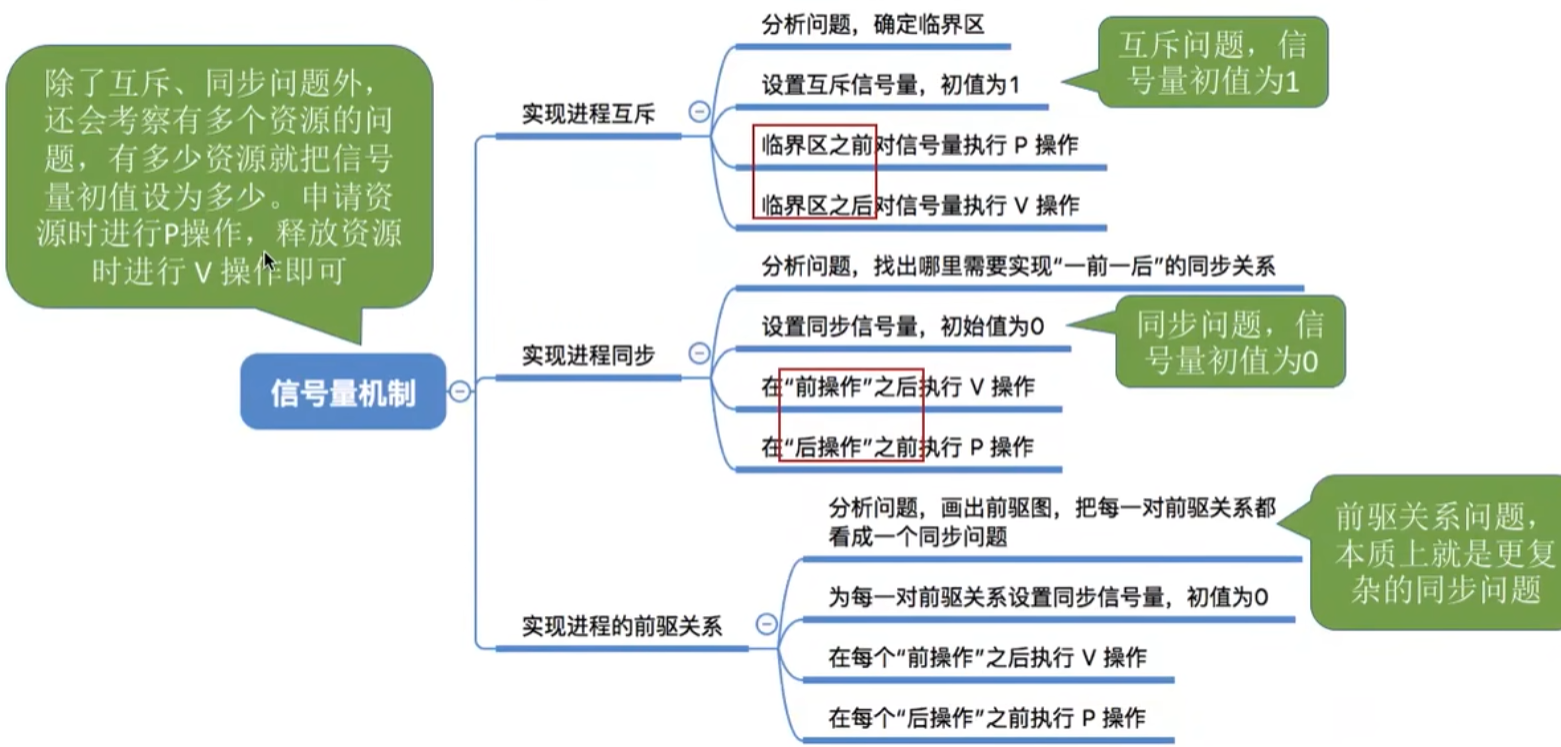 除了互斥、同步问题外，
还会考察有多个资源的问
题，有多少资源就把信号
量初值设为多少。申请资
源时进行P操作，释放资源
时进行 V 操作即可
信号量机制
实现进程互斥
分析问题，确定临界区
设置互斥信号量，初值为1
互斥问题，信
号量初值为1
临界区之前对信号量执行 P 操作
临界区之后对信号量执行 V 操作
实现进程同步
分析问题，找出哪里需要实现“一前一后”的同步关系
设置同步信号量，初始值为0
同步问题，信
号量初值为0
在“前操作”之后执行 V 操作
在“后操作”之前执行 P 操作
实现进程的前驱关系
分析问题，画出前驱图，把每一对前驱关系都
看成一个同步问题
前驱关系问题，
本质上就是更复
杂的同步问题
为每一对前驱关系设置同步信号量，初值为0
在每个“前操作”之后执行 V 操作
在每个“后操作”之前执行 P 操作